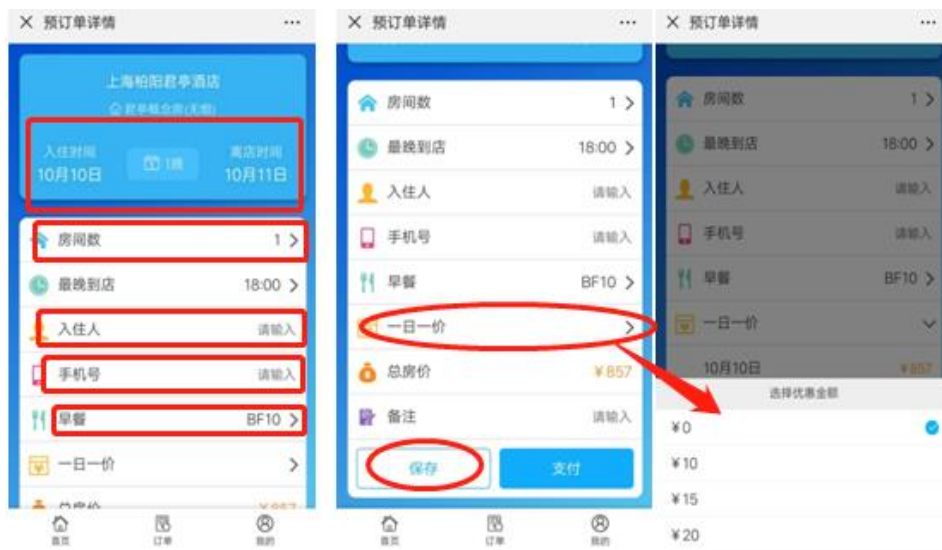 预订单详情
上海柏阳君亭酒店
君亭概念房(无烟)
入住时间
10月10日
1晚
离店时间
10月11日
房间数 1
最晚到店 18:00
入住人 请输入
手机号 请输入
早餐 BF10
一日一价
总房价 ¥857
首页 订单 我的
预订单详情
房间数 1
最晚到店 18:00
入住人 请输入
手机号 请输入
早餐 BF10
一日一价
总房价 ¥857
备注 请输入
保存 支付
首页 订单 我的
预订单详情
房间数 1
最晚到店 18:00
入住人 请输入
手机号 请输入
早餐 BF10
一日一价
10月10日 ¥857
选择优惠金额
¥0
¥10
¥15
¥20